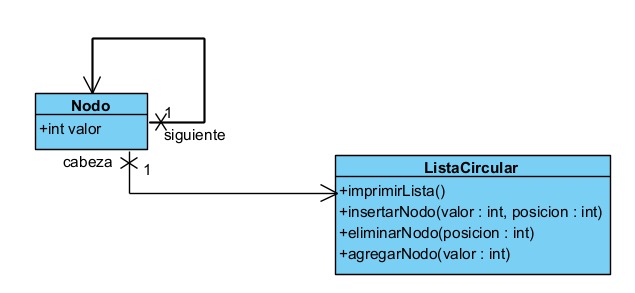 Nodo
+int valor
1
siguiente
cabeza
1
ListaCircular
+imprimirLista()
+insertarNodo(valor : int, posicion : int)
+eliminarNodo(posicion : int)
+agregarNodo(valor : int)